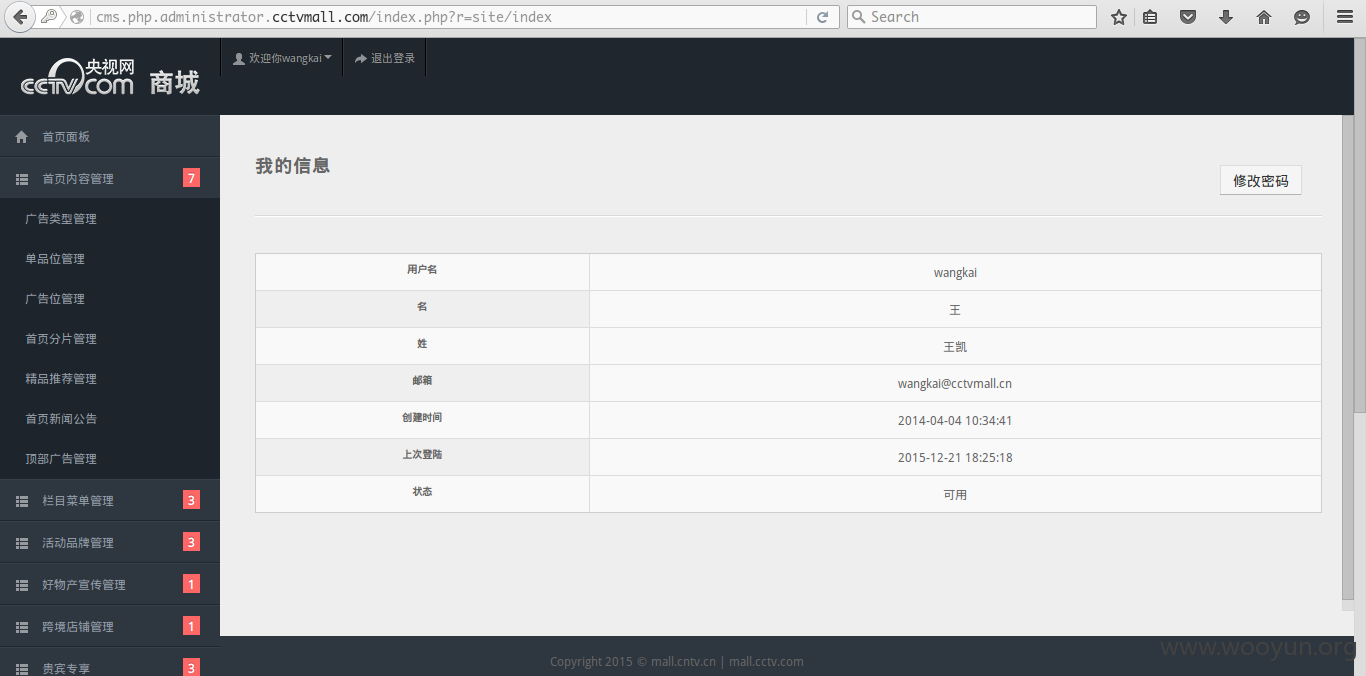 cms.php.administrator.cctvmall.com/index.php?r=site/index
Search
央视网
cctv.com 商城
欢迎你wangkai
退出登录
首页面板
首页内容管理 7
广告类型管理
单品位管理
广告位管理
首页分片管理
精品推荐管理
首页新闻公告
顶部广告管理
栏目菜单管理 3
活动品牌管理 3
好物产宣传管理 1
跨境店铺管理 1
贵宾专享 3
我的信息
修改密码
用户名 wangkai
名 王
姓 王凯
邮箱 wangkai@cctvmall.cn
创建时间 2014-04-04 10:34:41
上次登陆 2015-12-21 18:25:18
状态 可用
Copyright 2015 © mall.cntv.cn | mall.cctv.com
www.wooyun.org